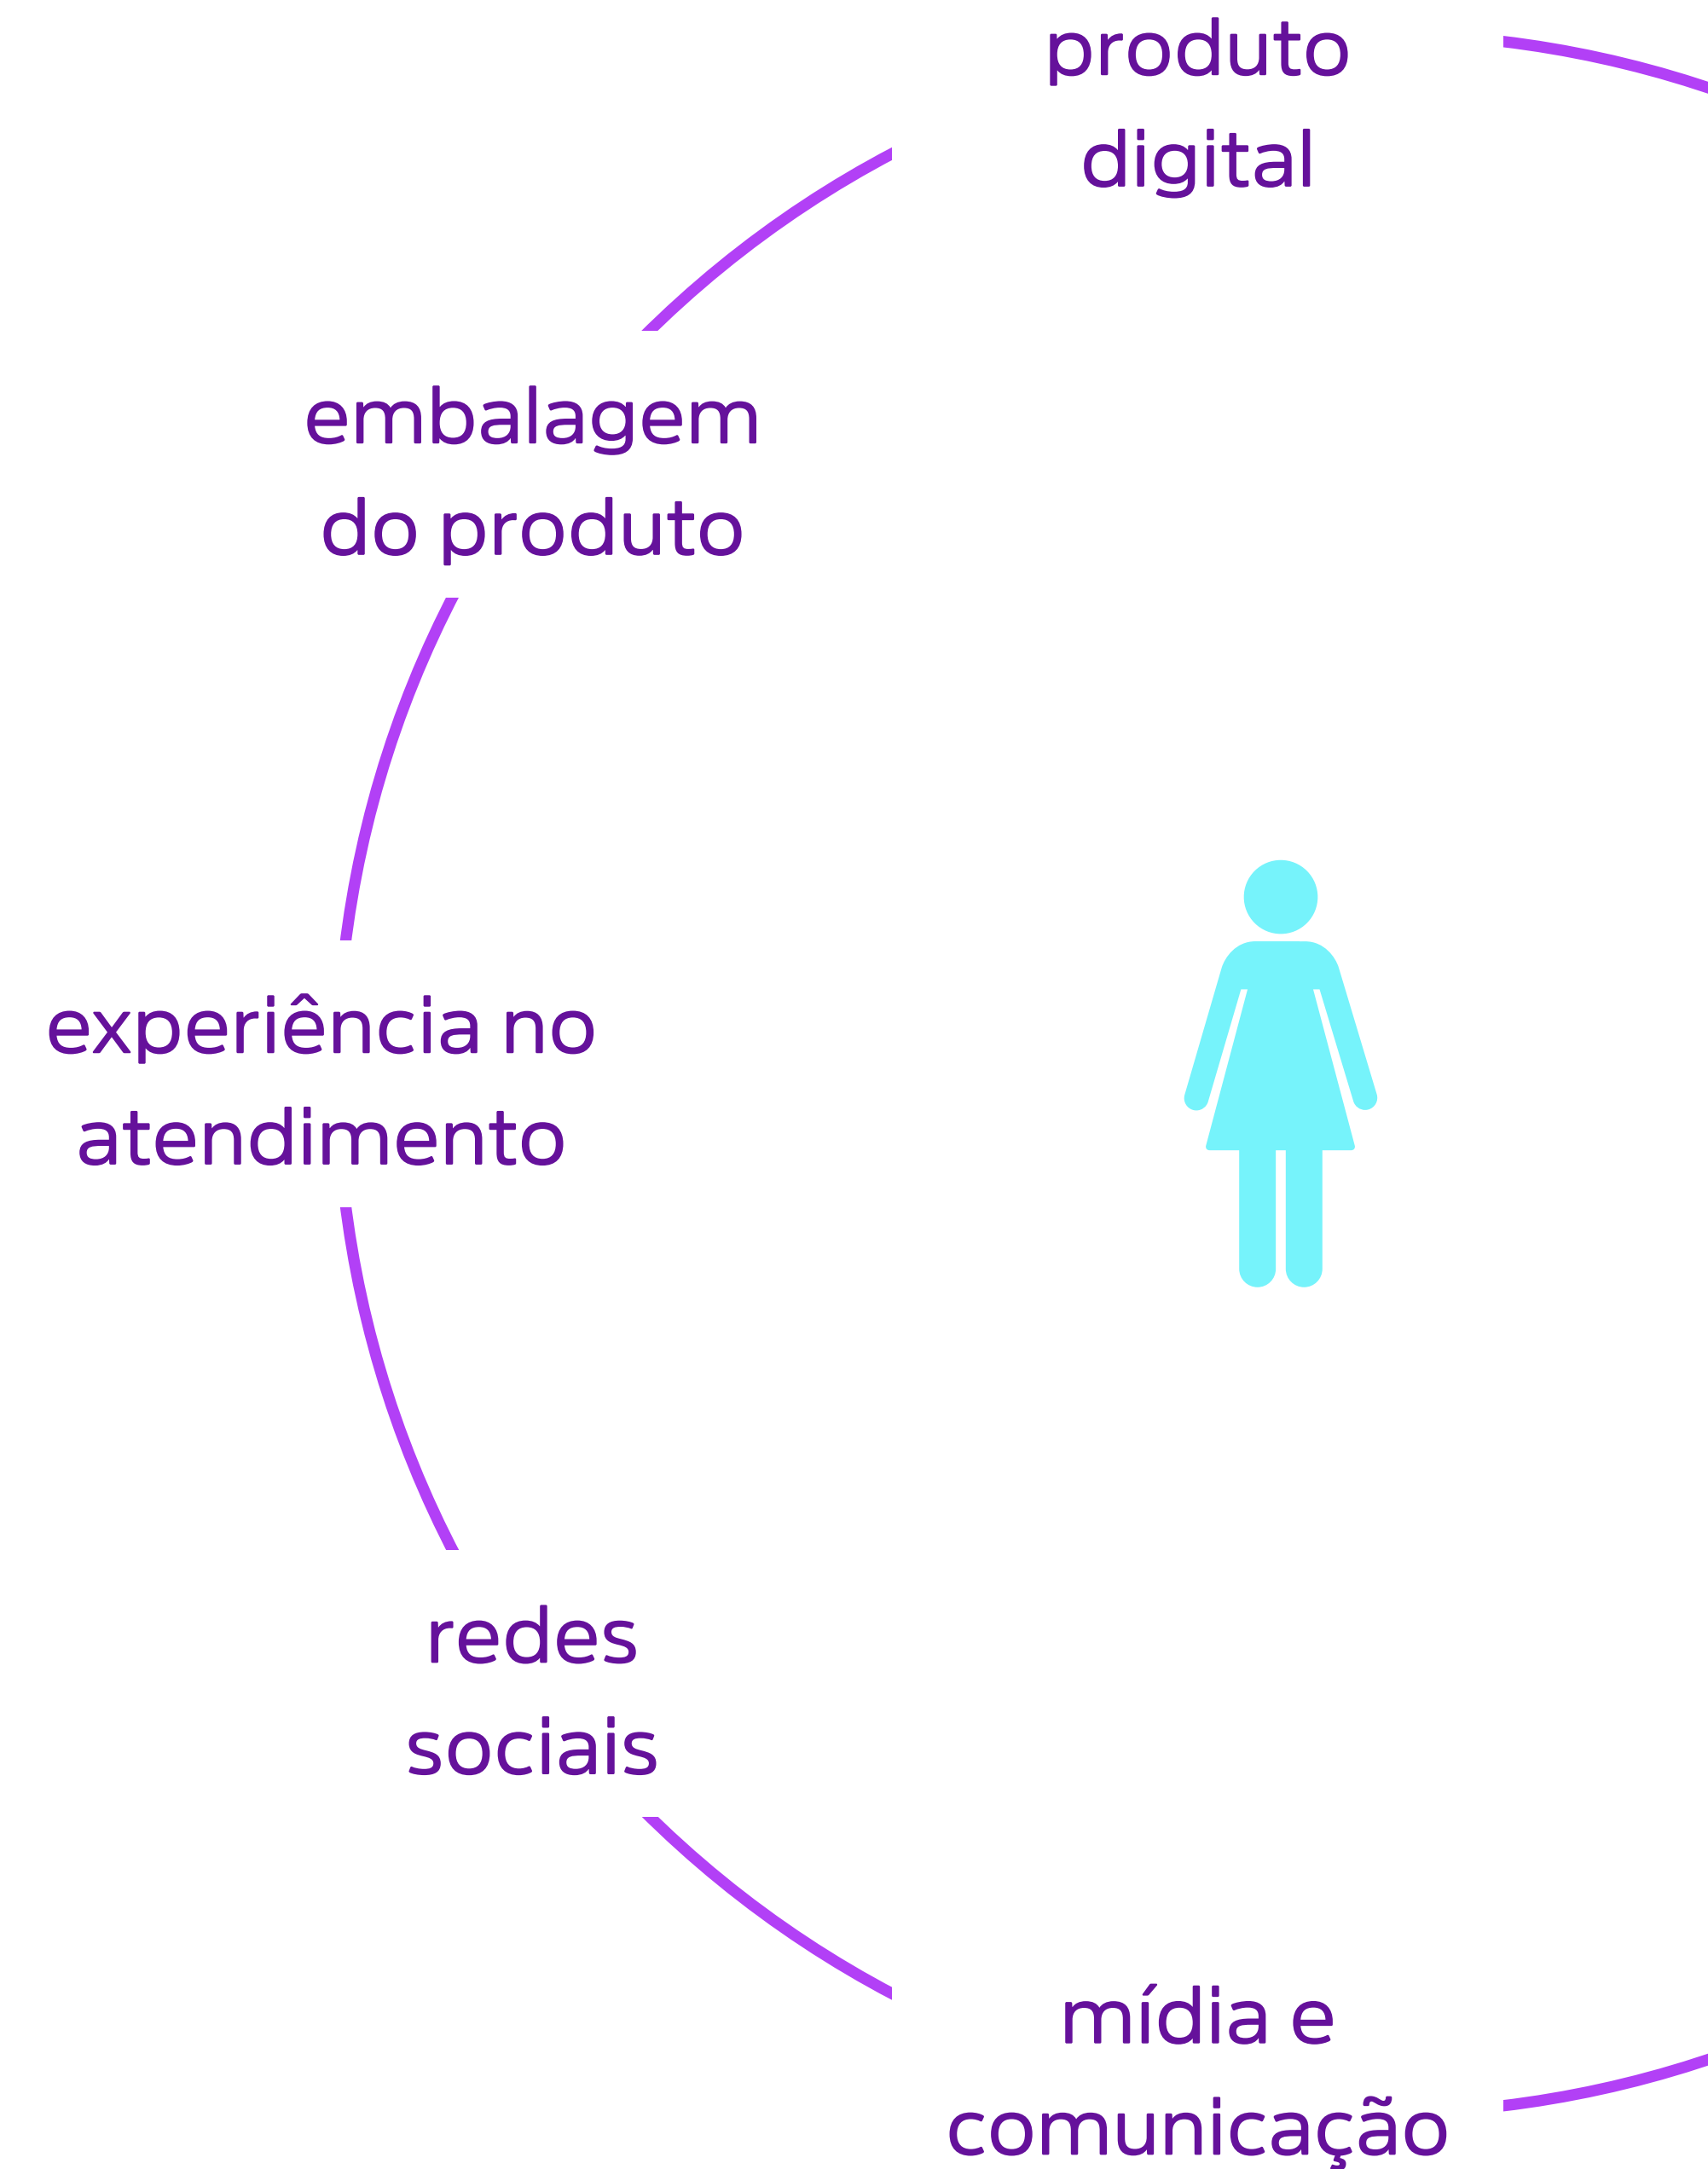 produto
digital
embalagem
do produto
experiência no
atendimento
redes
sociais
mídia e
comunicação